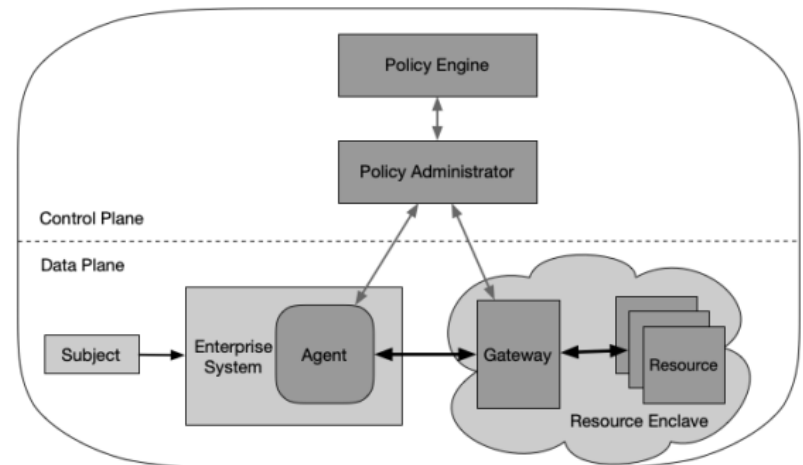 Policy Engine
Policy Administrator
Control Plane
Data Plane
Subject
Enterprise
System
Agent
Gateway
Resource
Resource Enclave